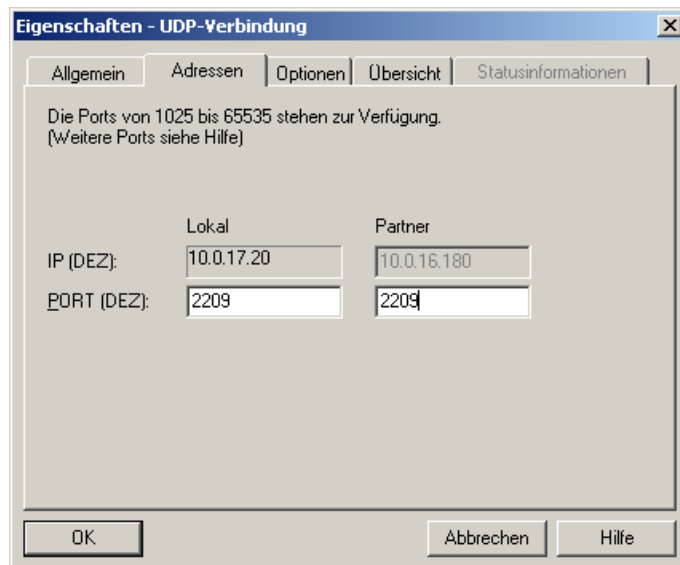 Eigenschaften - UDP-Verbindung
Allgemein Adressen Optionen Übersicht Statusinformationen
Die Ports von 1025 bis 65535 stehen zur Verfügung.
(Weitere Ports siehe Hilfe)
Lokal Partner
IP (DEZ): 10.0.17.20 10.0.16.180
PORT (DEZ): 2209 2209
OK Abbrechen Hilfe